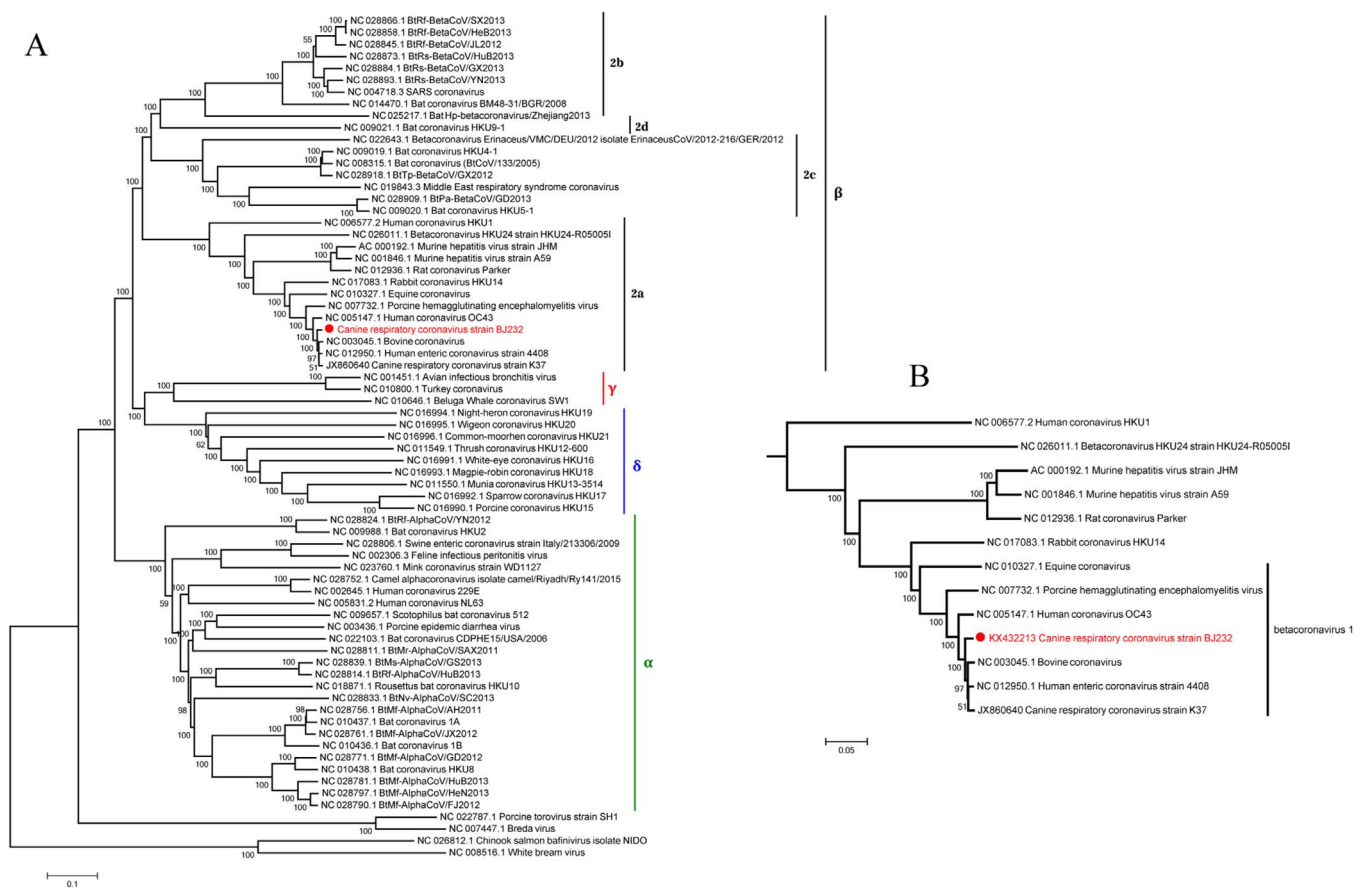 A
NC 028866.1 BtRf-BetaCoV/SX2013
NC 028858.1 BtRf-BetaCoV/HeB2013
NC 028845.1 BtRf-BetaCoV/JL2012
NC 028873.1 BtRs-BetaCoV/HuB2013
NC 028884.1 BtRs-BetaCoV/GX2013
NC 028893.1 BtRs-BetaCoV/YN2013
NC 004718.3 SARS coronavirus
NC 014470.1 Bat coronavirus BM48-31/BGR/2008
NC 025217.1 Bat Hp-betacoronavirus/Zhejiang2013
NC 009021.1 Bat coronavirus HKU9-1
NC 022643.1 Betacoronavirus Erinaceus/VMC/DEU/2012 isolate ErinaceusCoV/2012-216/GER/2012
NC 009019.1 Bat coronavirus HKU4-1
NC 008315.1 Bat coronavirus (BtCoV/133/2005)
NC 028918.1 BtTp-BetaCoV/GX2012
NC 019843.3 Middle East respiratory syndrome coronavirus
NC 028909.1 BtPa-BetaCoV/GD2013
NC 009020.1 Bat coronavirus HKU5-1
NC 006577.2 Human coronavirus HKU1
NC 026011.1 Betacoronavirus HKU24 strain HKU24-R05005I
AC 000192.1 Murine hepatitis virus strain JHM
NC 001846.1 Murine hepatitis virus strain A59
NC 012936.1 Rat coronavirus Parker
NC 017083.1 Rabbit coronavirus HKU14
NC 010327.1 Equine coronavirus
NC 007732.1 Porcine hemagglutinating encephalomyelitis virus
NC 005147.1 Human coronavirus OC43
Canine respiratory coronavirus strain BJ232
NC 003045.1 Bovine coronavirus
NC 012950.1 Human enteric coronavirus strain 4408
JX860640 Canine respiratory coronavirus strain K37
NC 001451.1 Avian infectious bronchitis virus
NC 010800.1 Turkey coronavirus
NC 010646.1 Beluga Whale coronavirus SW1
NC 016994.1 Night-heron coronavirus HKU19
NC 016995.1 Wigeon coronavirus HKU20
NC 016996.1 Common-moorhen coronavirus HKU21
NC 011549.1 Thrush coronavirus HKU12-600
NC 016991.1 White-eye coronavirus HKU16
NC 016993.1 Magpie-robin coronavirus HKU18
NC 011550.1 Munia coronavirus HKU13-3514
NC 016992.1 Sparrow coronavirus HKU17
NC 016990.1 Porcine coronavirus HKU15
NC 028824.1 BtRf-AlphaCoV/YN2012
NC 009988.1 Bat coronavirus HKU2
NC 028806.1 Swine enteric coronavirus strain Italy/213306/2009
NC 002306.3 Feline infectious peritonitis virus
NC 023760.1 Mink coronavirus strain WD1127
NC 028752.1 Camel alphacoronavirus isolate camel/Riyadh/Ry141/2015
NC 002645.1 Human coronavirus 229E
NC 005831.2 Human coronavirus NL63
NC 009657.1 Scotophilus bat coronavirus 512
NC 003436.1 Porcine epidemic diarrhea virus
NC 022103.1 Bat coronavirus CDPHE15/USA/2006
NC 028811.1 BtMr-AlphaCoV/SAX2011
NC 028839.1 BtMs-AlphaCoV/GS2013
NC 028814.1 BtRf-AlphaCoV/HuB2013
NC 018871.1 Rousettus bat coronavirus HKU10
NC 028833.1 BtNv-AlphaCoV/SC2013
NC 028756.1 BtMf-AlphaCoV/AH2011
NC 010437.1 Bat coronavirus 1A
NC 028761.1 BtMf-AlphaCoV/JX2012
NC 010436.1 Bat coronavirus 1B
NC 028771.1 BtMf-AlphaCoV/GD2012
NC 010438.1 Bat coronavirus HKU8
NC 028781.1 BtMf-AlphaCoV/HuB2013
NC 028797.1 BtMf-AlphaCoV/HeN2013
NC 028790.1 BtMf-AlphaCoV/FJ2012
NC 022787.1 Porcine torovirus strain SH1
NC 007447.1 Breda virus
NC 026812.1 Chinook salmon bafinivirus isolate NIDO
NC 008516.1 White bream virus
2b
2d
2c
2a
β
γ
δ
α
0.1
B
NC 006577.2 Human coronavirus HKU1
NC 026011.1 Betacoronavirus HKU24 strain HKU24-R05005I
AC 000192.1 Murine hepatitis virus strain JHM
NC 001846.1 Murine hepatitis virus strain A59
NC 012936.1 Rat coronavirus Parker
NC 017083.1 Rabbit coronavirus HKU14
NC 010327.1 Equine coronavirus
NC 007732.1 Porcine hemagglutinating encephalomyelitis virus
NC 005147.1 Human coronavirus OC43
KX432213 Canine respiratory coronavirus strain BJ232
NC 003045.1 Bovine coronavirus
NC 012950.1 Human enteric coronavirus strain 4408
JX860640 Canine respiratory coronavirus strain K37
betacoronavirus 1
100
100
100
100
100
100
100
100
97
51
0.05